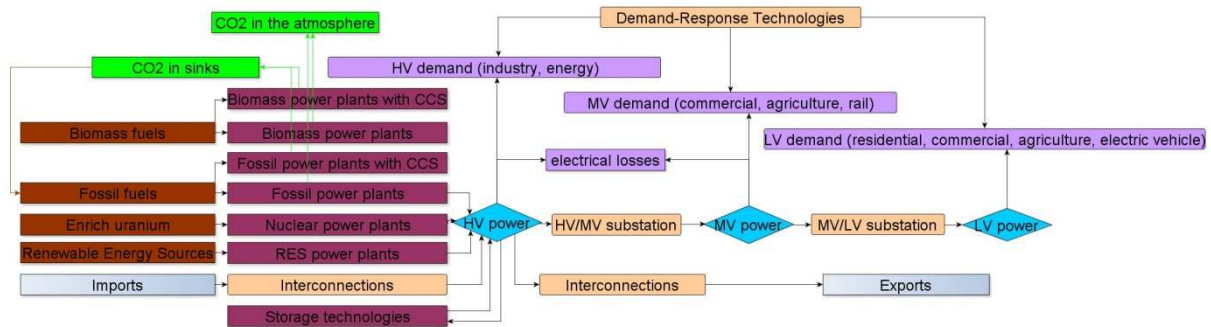 CO2 in the atmosphere
Demand-Response Technologies
CO2 in sinks
HV demand (industry, energy)
Biomass power plants with CCS
MV demand (commercial, agriculture, rail)
Biomass fuels
Biomass power plants
LV demand (residential, commercial, agriculture, electric vehicle)
Fossil power plants with CCS
electrical losses
Fossil fuels
Fossil power plants
Enrich uranium
Nuclear power plants
HV power
HV/MV substation
MV power
MV/LV substation
LV power
Renewable Energy Sources
RES power plants
Imports
Interconnections
Interconnections
Exports
Storage technologies